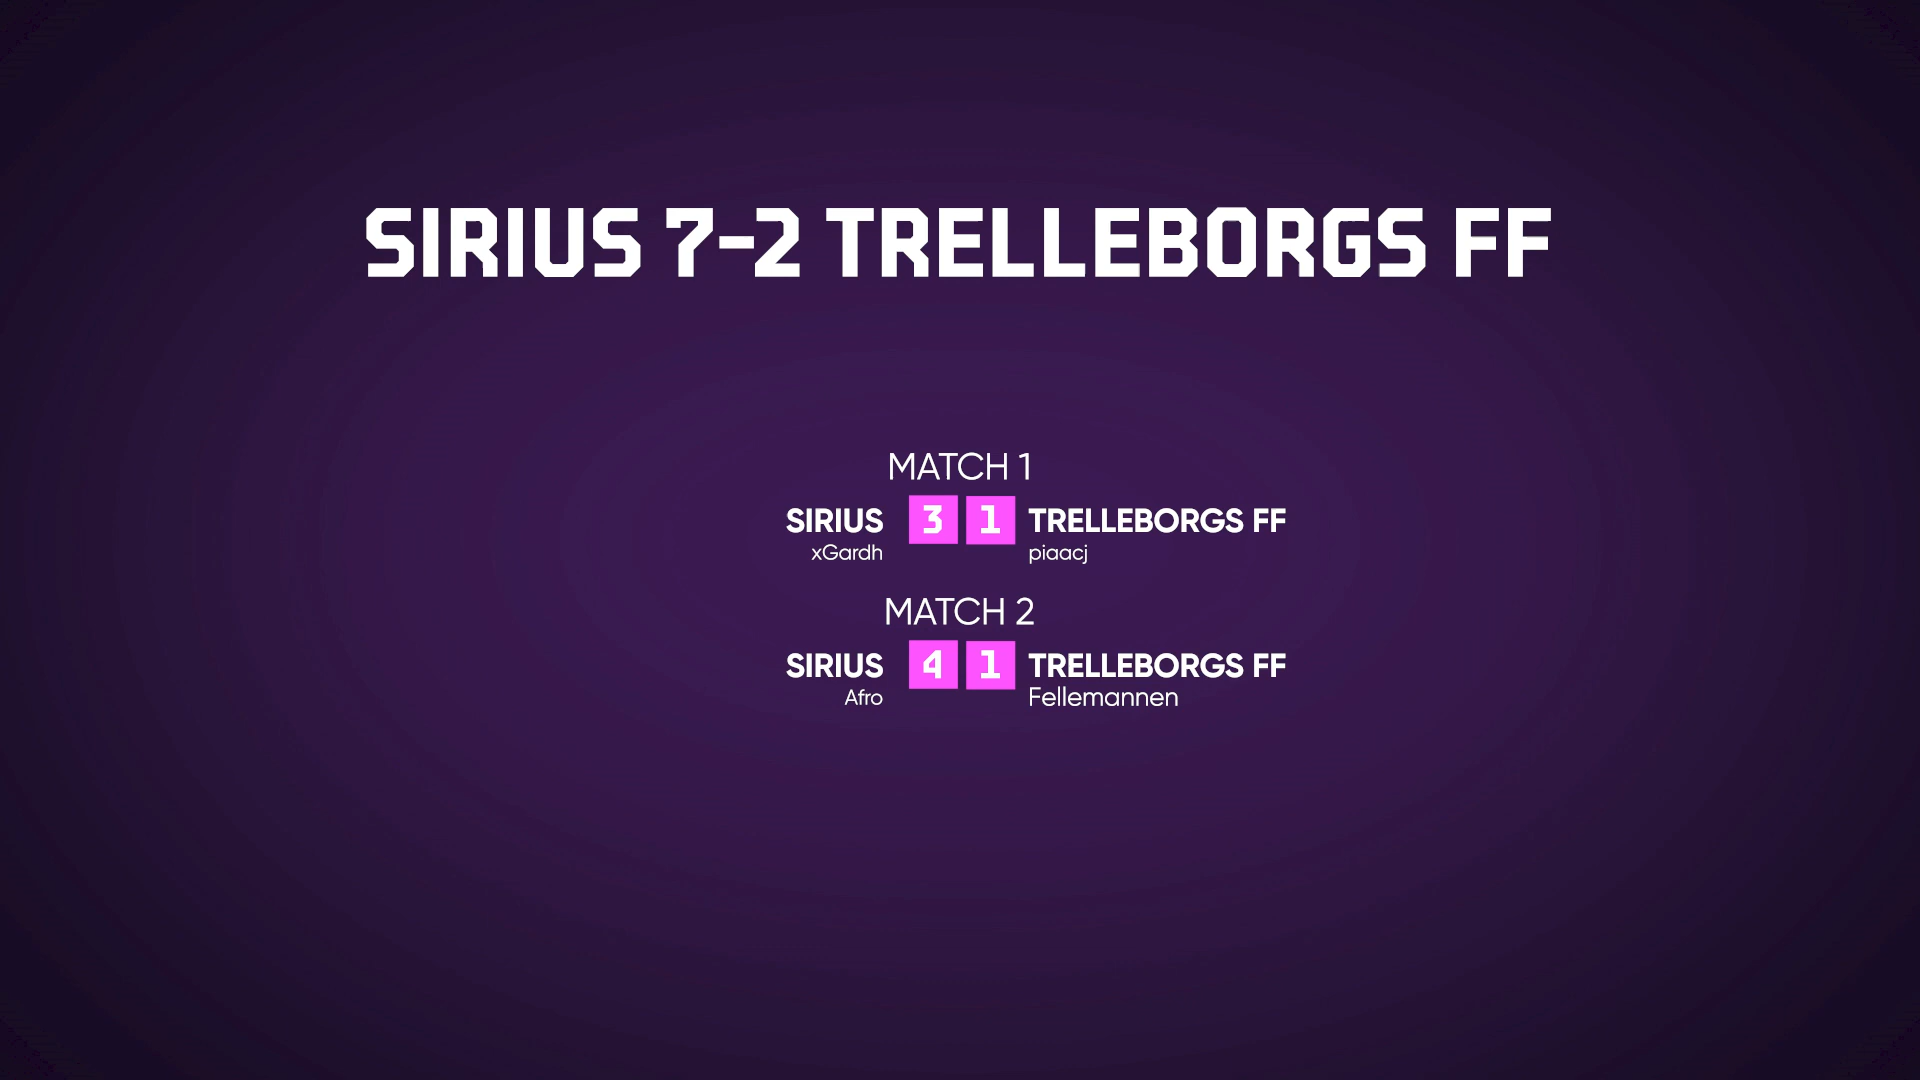 SIRIUS 7-2 TRELLEBORGS FF
MATCH 1
SIRIUS 3 1 TRELLEBORGS FF
xGardh piaacj
MATCH 2
SIRIUS 4 1 TRELLEBORGS FF
Afro Fellemannen